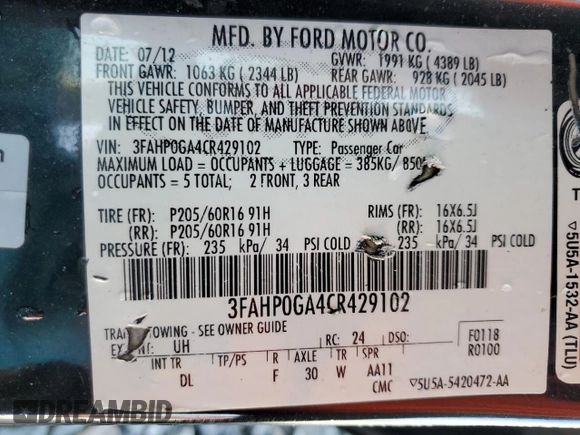 MFD. BY FORD MOTOR CO.
DATE: 07/12 GVWR: 1991 KG ( 4389 LB)
FRONT GAWR: 1063 KG ( 2344 LB) REAR GAWR: 928 KG ( 2045 LB)
THIS VEHICLE CONFORMS TO ALL APPLICABLE FEDERAL MOTOR
VEHICLE SAFETY, BUMPER, AND THEFT PREVENTION STANDARDS
IN EFFECT ON THE DATE OF MANUFACTURE SHOWN ABOVE.
VIN: 3FAHP0GA4CR429102 TYPE: Passenger Car
MAXIMUM LOAD = OCCUPANTS + LUGGAGE = 385KG/ 850
OCCUPANTS = 5 TOTAL; 2 FRONT, 3 REAR
TIRE (FR): P205/60R16 91H RIMS (FR): 16X6.5J
(RR): P205/60R16 91H (RR): 16X6.5J
PRESSURE (FR): 235 kPa/ 34 PSI COLD 235 kPa/ 34 PSI COLD
3FAHP0GA4CR429102
TOWING - SEE OWNER GUIDE
UH RC: 24 DSO: F0118
INT TR TP/PS R AXLE TR SPR R0100
DL F 30 W AA11
CMC ▽5U5A-5420472-AA
T
▽5U5A-1532-AA (TLU)
DREAMBID